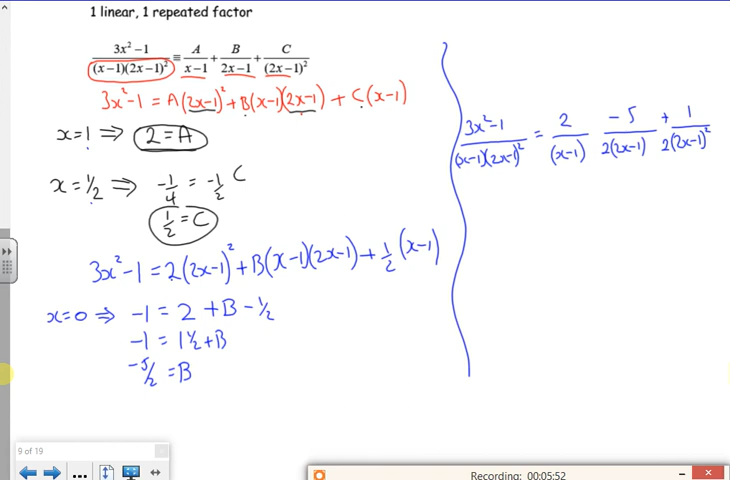 1 linear, 1 repeated factor
3x²−1 / (x−1)(2x−1)² ≡ A / x−1 + B / 2x−1 + C / (2x−1)²
3x²−1 = A(2x−1)² + B(x−1)(2x−1) + C(x−1)
x=1 ⇒ 2 = A
x=½ ⇒ −1/4 = −½ C
½ = C
3x²−1 = 2(2x−1)² + B(x−1)(2x−1) + ½(x−1)
x=0 ⇒ −1 = 2 + B − ½
−1 = 1½ + B
−5/2 = B
3x²−1 / (x−1)(2x−1)² = 2 / (x−1) −5 / 2(2x−1) + 1 / 2(2x−1)²
9 of 19
Recording: 00:05:52